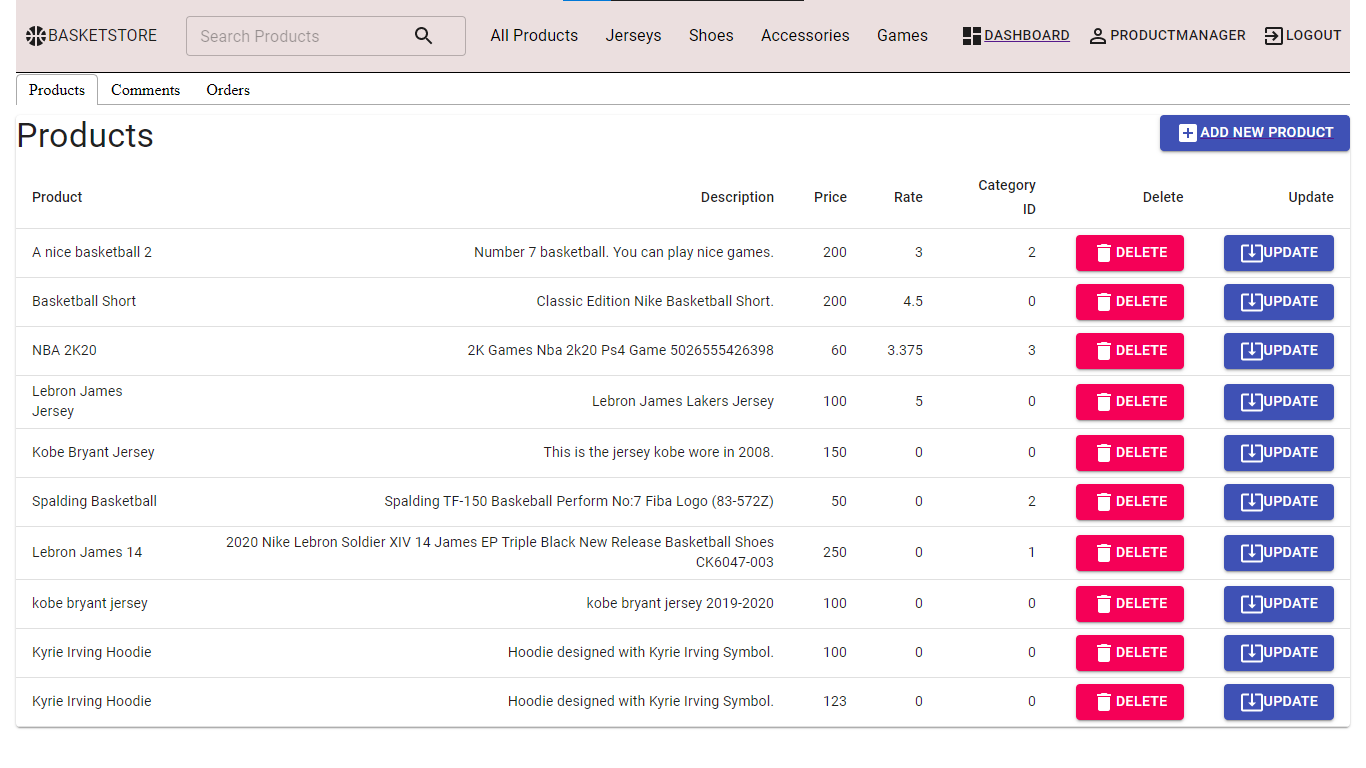 BASKETSTORE Search Products All Products Jerseys Shoes Accessories Games DASHBOARD PRODUCTMANAGER LOGOUT
Products Comments Orders
Products ADD NEW PRODUCT
Product Description Price Rate Category ID Delete Update
A nice basketball 2 Number 7 basketball. You can play nice games. 200 3 2 DELETE UPDATE
Basketball Short Classic Edition Nike Basketball Short. 200 4.5 0 DELETE UPDATE
NBA 2K20 2K Games Nba 2k20 Ps4 Game 5026555426398 60 3.375 3 DELETE UPDATE
Lebron James
Jersey Lebron James Lakers Jersey 100 5 0 DELETE UPDATE
Kobe Bryant Jersey This is the jersey kobe wore in 2008. 150 0 0 DELETE UPDATE
Spalding Basketball Spalding TF-150 Baskeball Perform No:7 Fiba Logo (83-572Z) 50 0 2 DELETE UPDATE
Lebron James 14 2020 Nike Lebron Soldier XIV 14 James EP Triple Black New Release Basketball Shoes
CK6047-003 250 0 1 DELETE UPDATE
kobe bryant jersey kobe bryant jersey 2019-2020 100 0 0 DELETE UPDATE
Kyrie Irving Hoodie Hoodie designed with Kyrie Irving Symbol. 100 0 0 DELETE UPDATE
Kyrie Irving Hoodie Hoodie designed with Kyrie Irving Symbol. 123 0 0 DELETE UPDATE